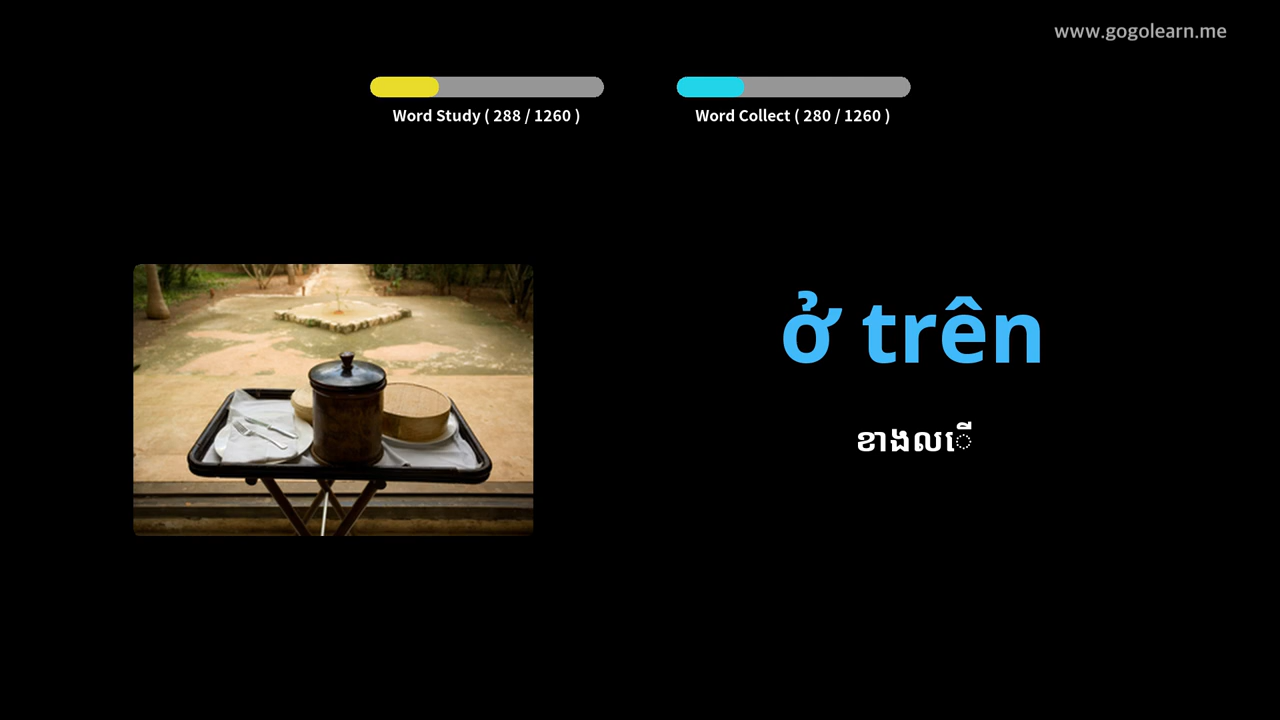 www.gogolearn.me
Word Study ( 288 / 1260 )
Word Collect ( 280 / 1260 )
ở trên
ខាងលេី